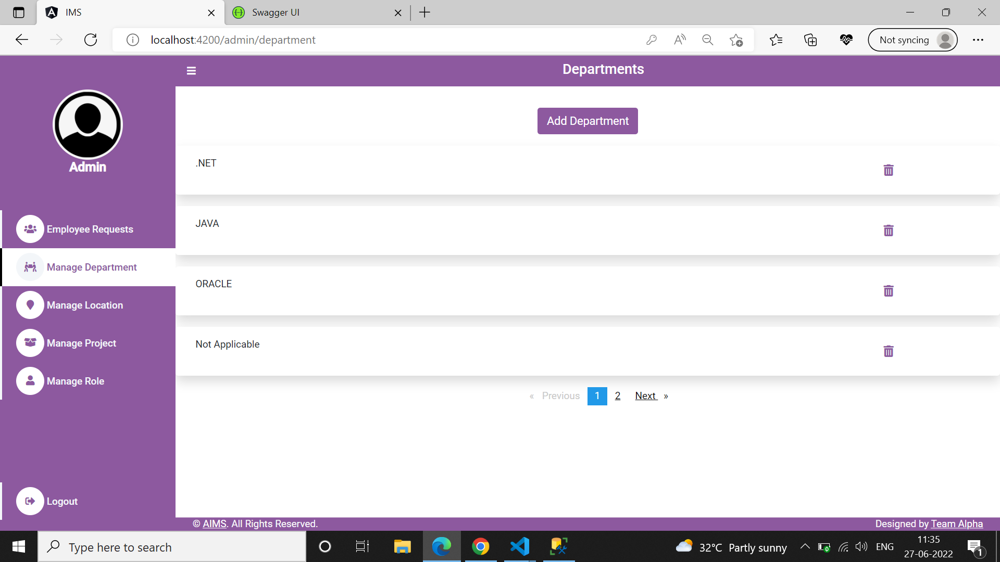 IMS
Swagger UI
localhost:4200/admin/department
Not syncing
Departments
Admin
Add Department
.NET
JAVA
ORACLE
Not Applicable
Employee Requests
Manage Department
Manage Location
Manage Project
Manage Role
Logout
« Previous 1 2 Next »
© AIMS. All Rights Reserved.
Designed by Team Alpha
Type here to search
32°C Partly sunny
ENG
11:35
27-06-2022
1